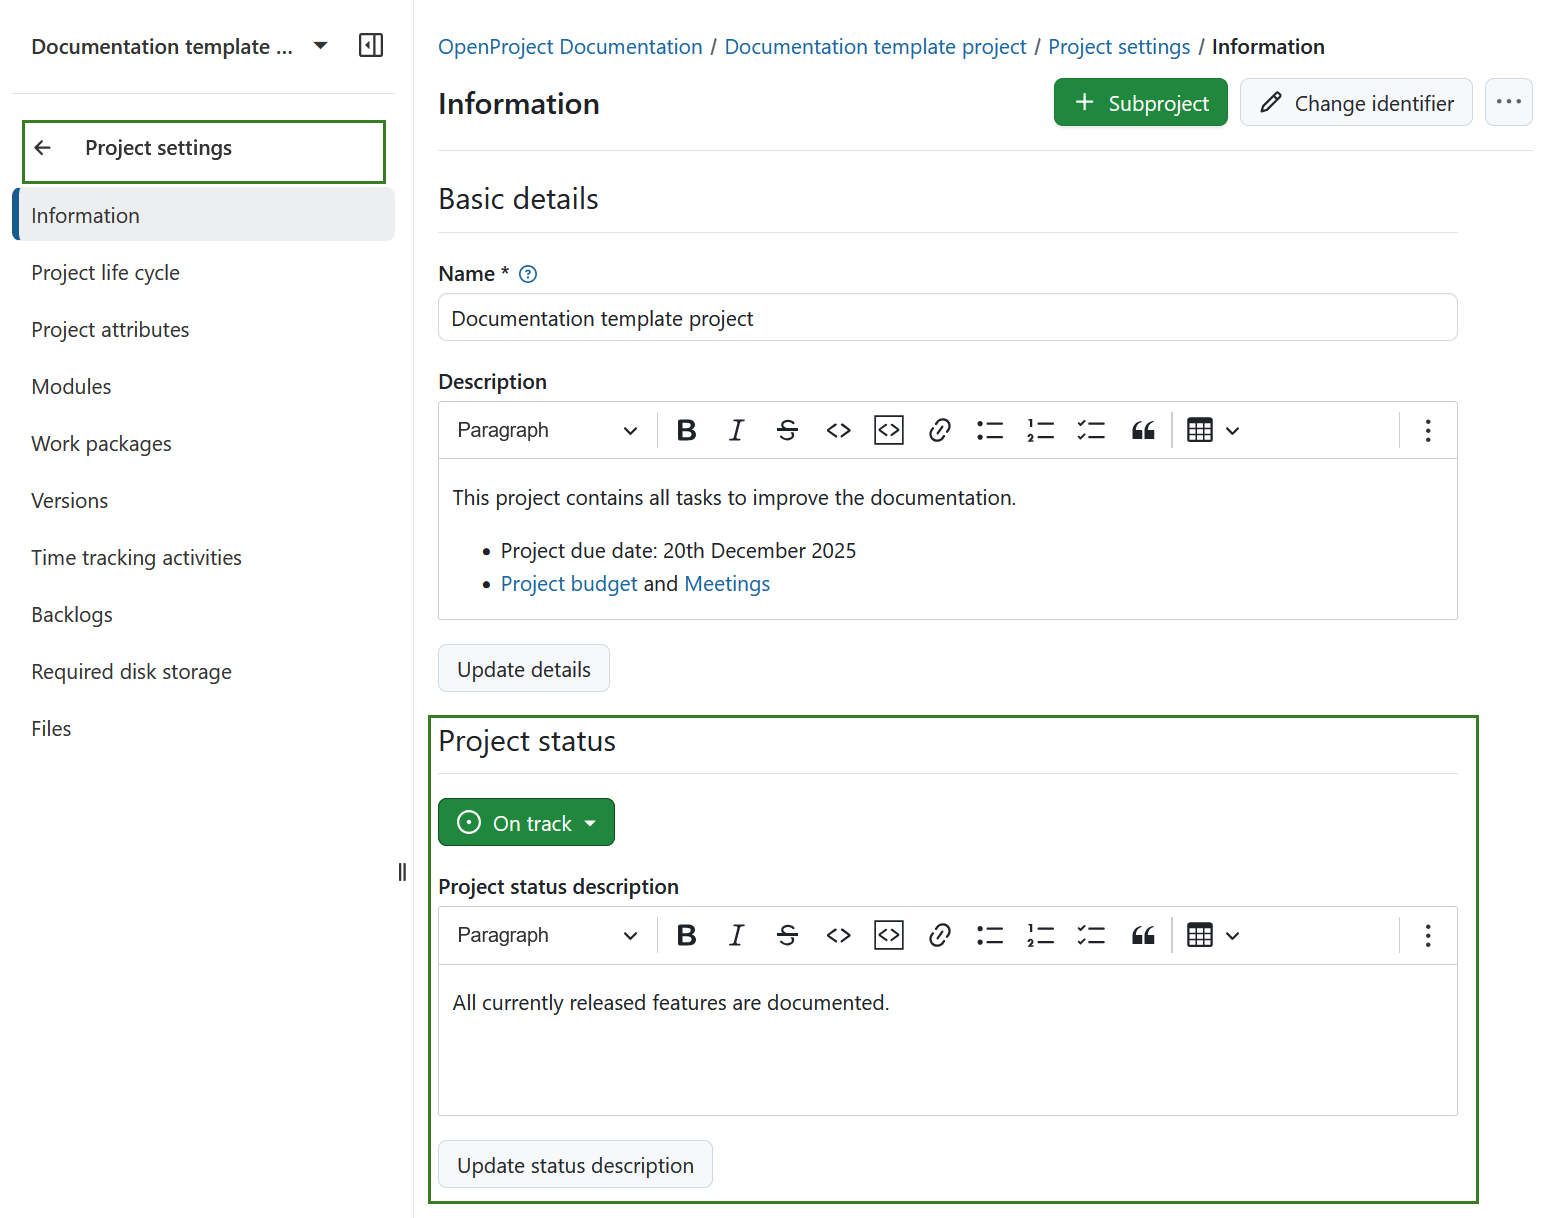 Documentation template ...
Project settings
Information
Project life cycle
Project attributes
Modules
Work packages
Versions
Time tracking activities
Backlogs
Required disk storage
Files
OpenProject Documentation / Documentation template project / Project settings / Information
Information
Subproject
Change identifier
Basic details
Name *
Documentation template project
Description
Paragraph
This project contains all tasks to improve the documentation.
• Project due date: 20th December 2025
• Project budget and Meetings
Update details
Project status
On track
Project status description
Paragraph
All currently released features are documented.
Update status description